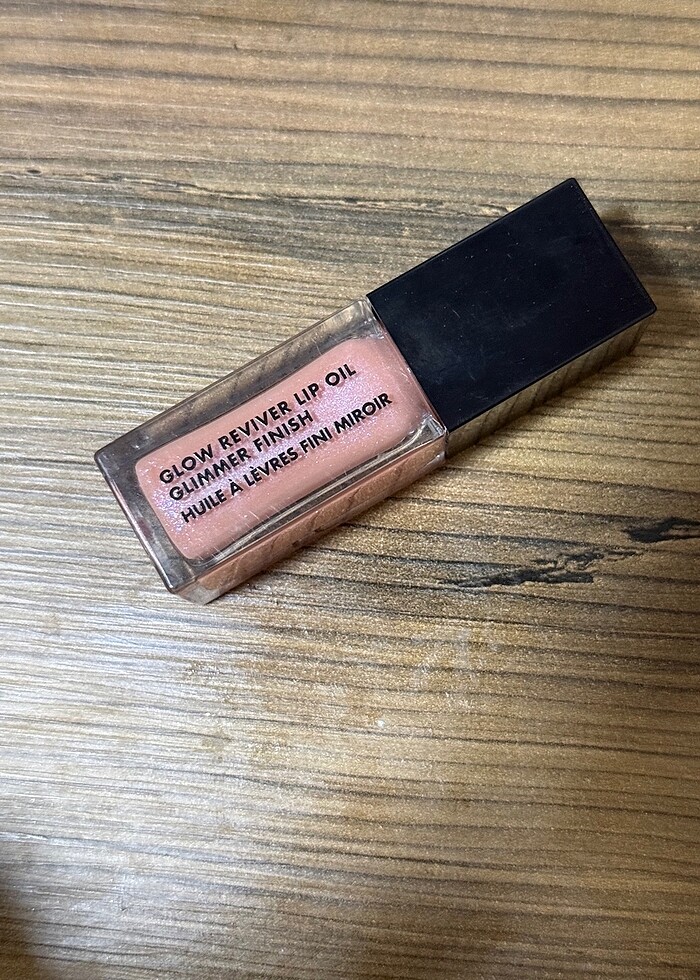 GLOW REVIVER LIP OIL
GLIMMER FINISH
HUILE À LÈVRES FINI MIROIR